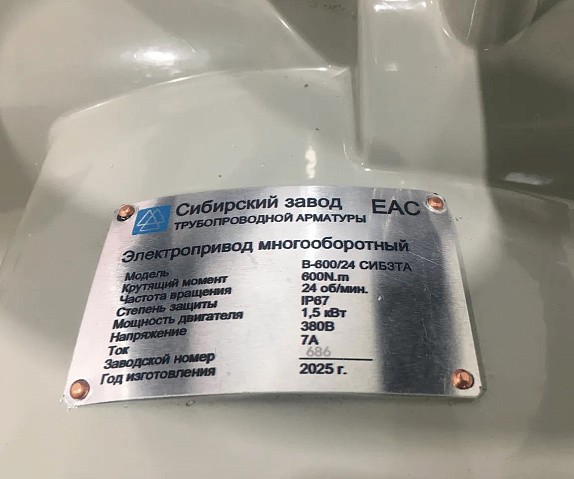 Сибирский завод ЕАС
ТРУБОПРОВОДНОЙ АРМАТУРЫ
Электропривод многооборотный
Модель В-600/24 СИБЗТА
Крутящий момент 600N.m
Частота вращения 24 об/мин.
Степень защиты IP67
Мощность двигателя 1,5 кВт
Напряжение 380В
Ток 7А
Заводской номер 686
Год изготовления 2025 г.